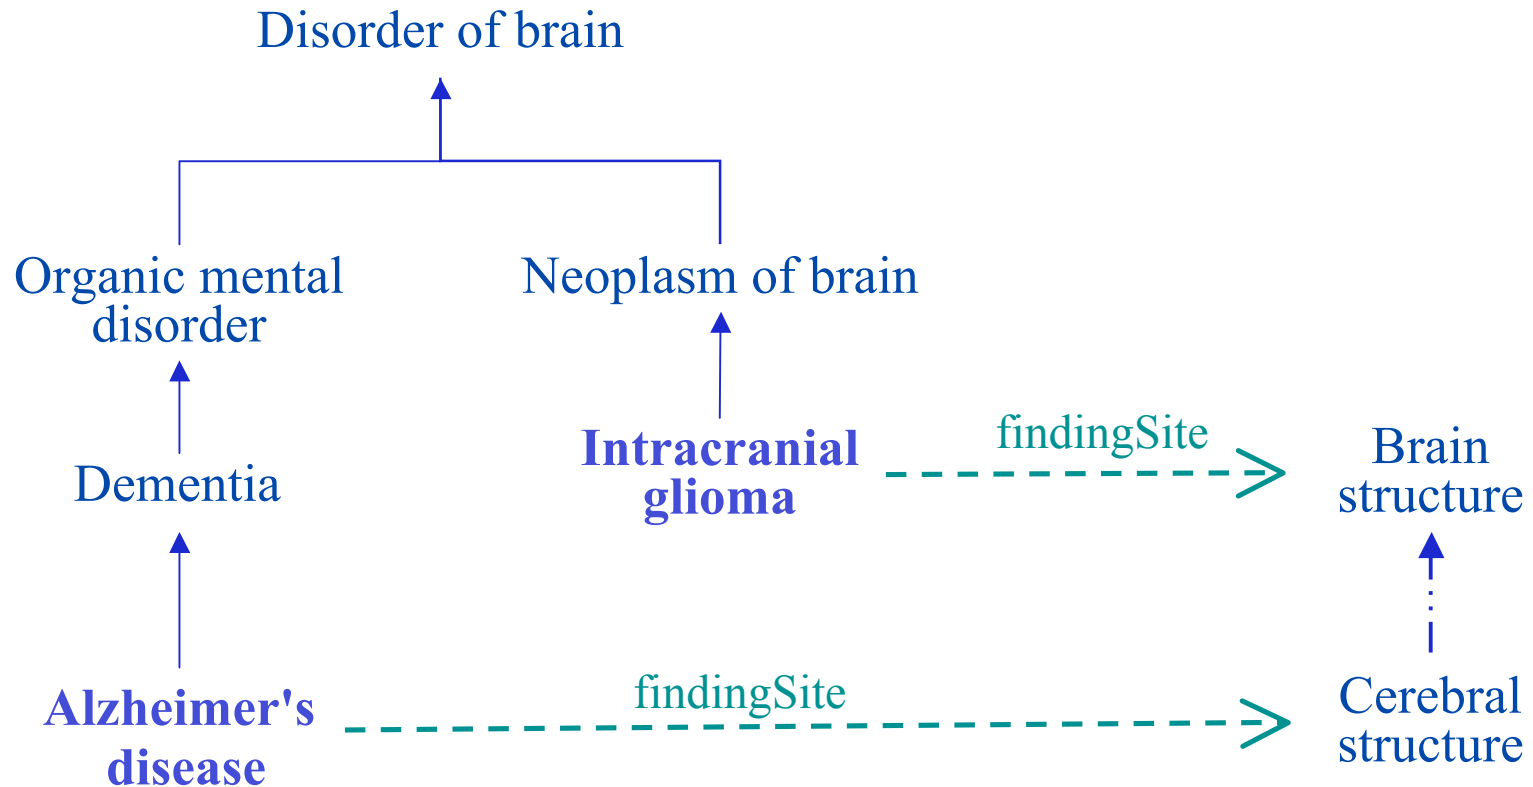 Disorder of brain
Organic mental
disorder
Neoplasm of brain
Dementia
Intracranial
glioma
findingSite
Brain
structure
Alzheimer's
disease
findingSite
Cerebral
structure